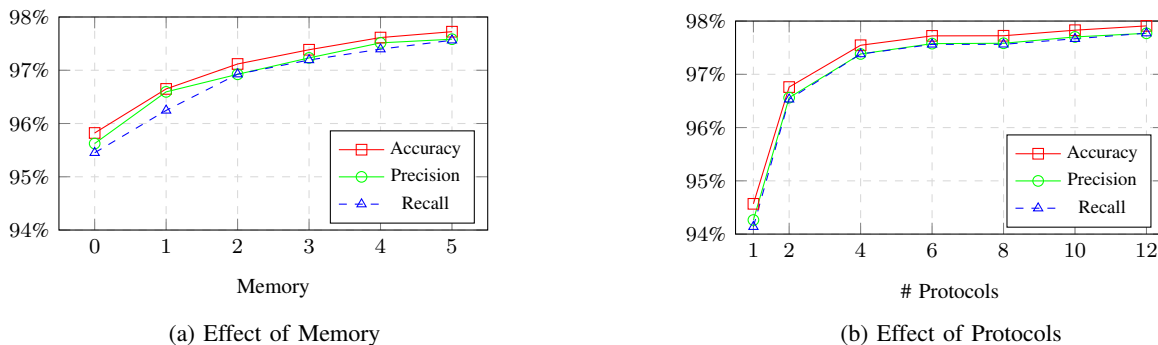 98%
97%
96%
95%
94%
0 1 2 3 4 5
Accuracy
Precision
Recall
Memory
(a) Effect of Memory
98%
97%
96%
95%
94%
1 2 4 6 8 10 12
Accuracy
Precision
Recall
# Protocols
(b) Effect of Protocols